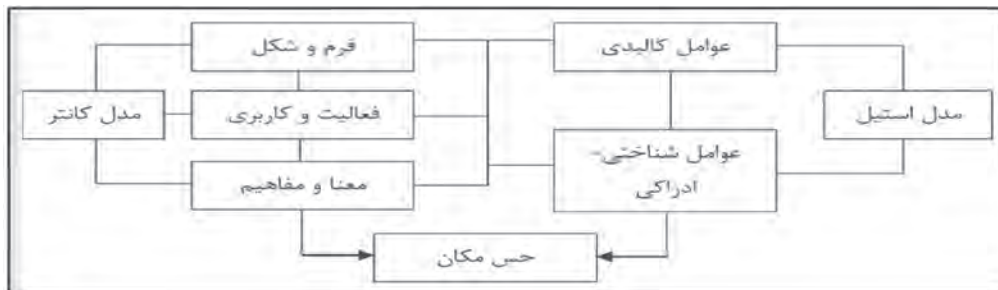 عوامل کالبدی
فرم و شکل
مدل استیل
فعالیت و کاربری
مدل کانتر
عوامل شناختی-
ادراکی
معنا و مفاهیم
حس مکان